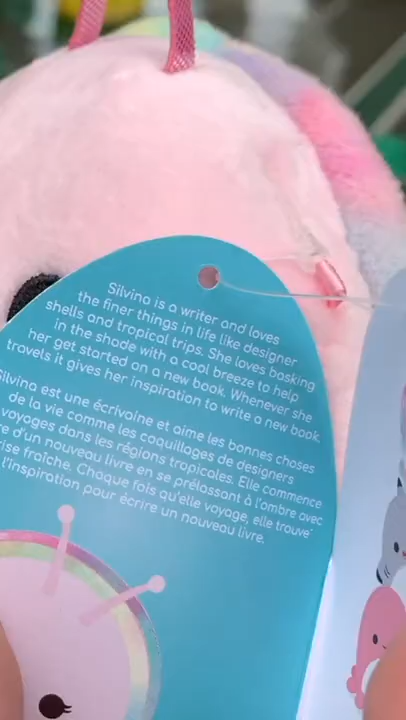 Silvina is a writer and loves
the finer things in life like designer
shells and tropical trips. She loves basking
in the shade with a cool breeze to help
her get started on a new book. Whenever she
travels it gives her inspiration to write a new book.
Silvina est une écrivaine et aime les bonnes choses
de la vie comme les coquillages de designers
voyages dans les régions tropicales. Elle commence
d'un nouveau livre en se prélassant à l'ombre avec
fraîche. Chaque fois qu'elle voyage, elle trouve
l'inspiration pour écrire un nouveau livre.